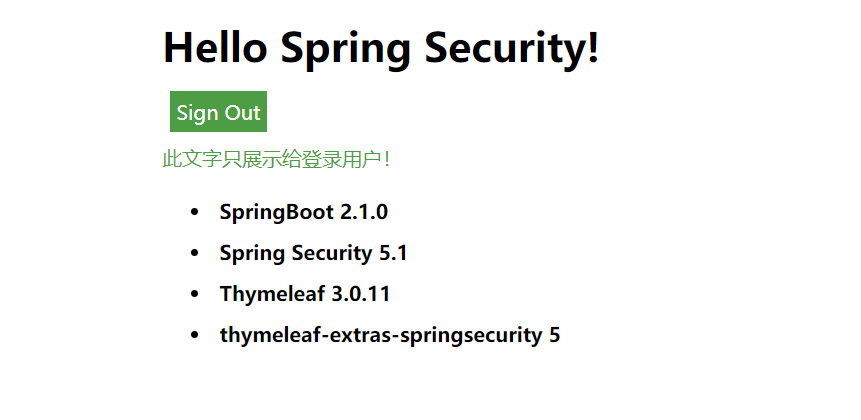 Hello Spring Security!
Sign Out
此文字只展示给登录用户！
SpringBoot 2.1.0
Spring Security 5.1
Thymeleaf 3.0.11
thymeleaf-extras-springsecurity 5